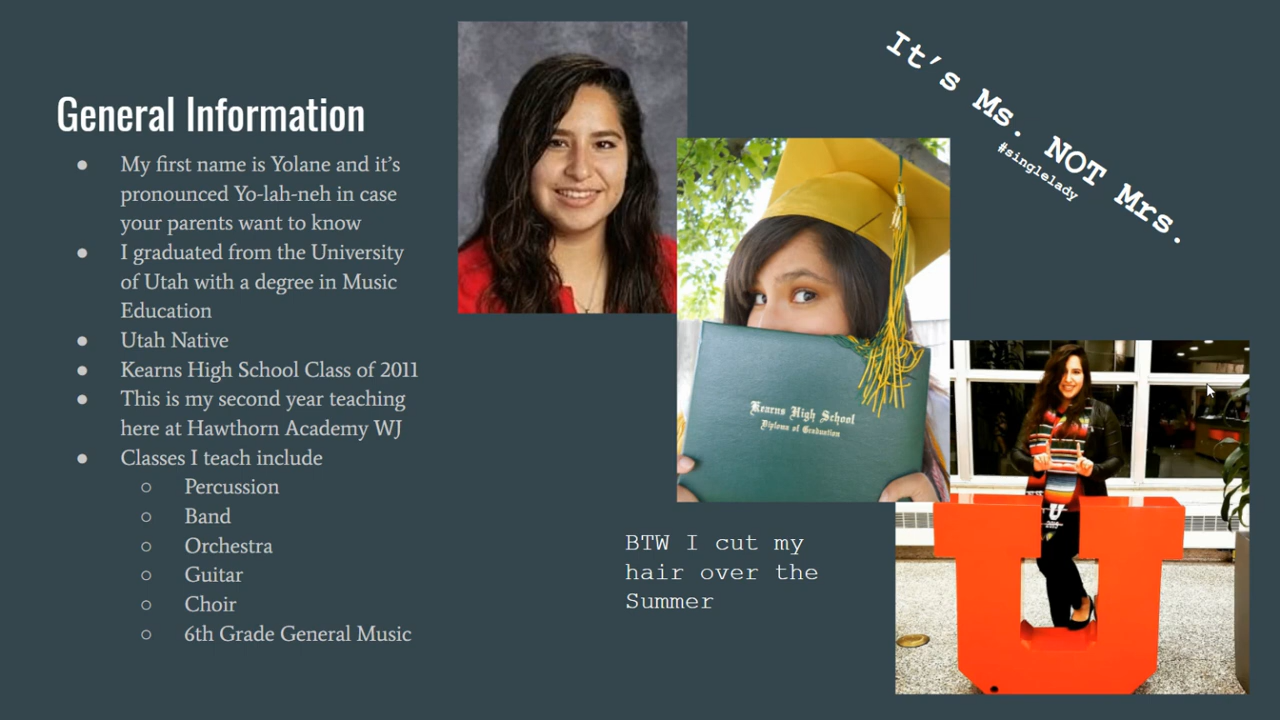 General Information
● My first name is Yolane and it's
pronounced Yo-lah-neh in case
your parents want to know
● I graduated from the University
of Utah with a degree in Music
Education
● Utah Native
● Kearns High School Class of 2011
● This is my second year teaching
here at Hawthorn Academy WJ
● Classes I teach include
○ Percussion
○ Band
○ Orchestra
○ Guitar
○ Choir
○ 6th Grade General Music
It's Ms. NOT Mrs.
#singlelady
Kearns High School
Diploma of Graduation
BTW I cut my
hair over the
Summer
U